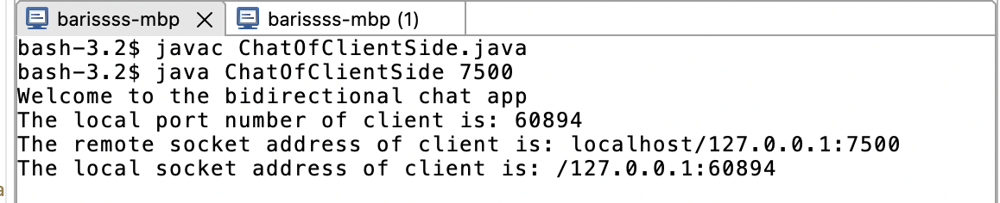 barissss-mbp barissss-mbp (1)
bash-3.2$ javac ChatOfClientSide.java
bash-3.2$ java ChatOfClientSide 7500
Welcome to the bidirectional chat app
The local port number of client is: 60894
The remote socket address of client is: localhost/127.0.0.1:7500
The local socket address of client is: /127.0.0.1:60894
a